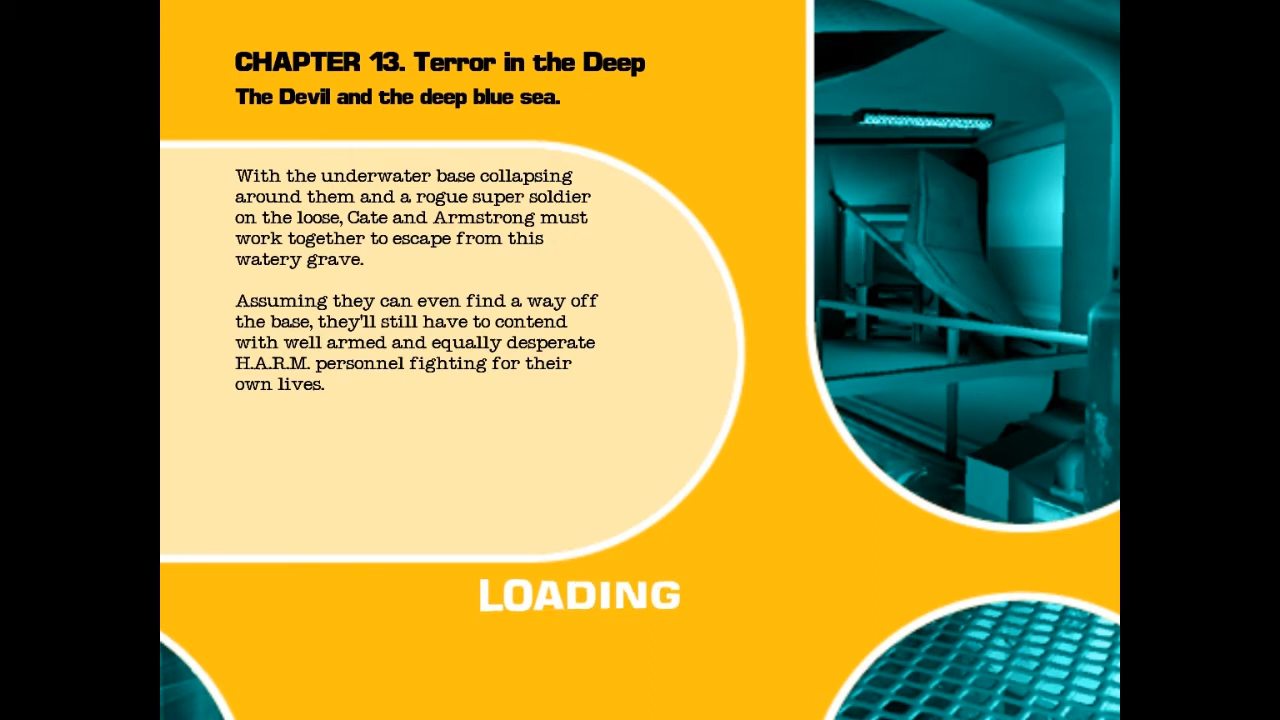 CHAPTER 13. Terror in the Deep
The Devil and the deep blue sea.
With the underwater base collapsing
around them and a rogue super soldier
on the loose, Cate and Armstrong must
work together to escape from this
watery grave.
Assuming they can even find a way off
the base, they'll still have to contend
with well armed and equally desperate
H.A.R.M. personnel fighting for their
own lives.
LOADING